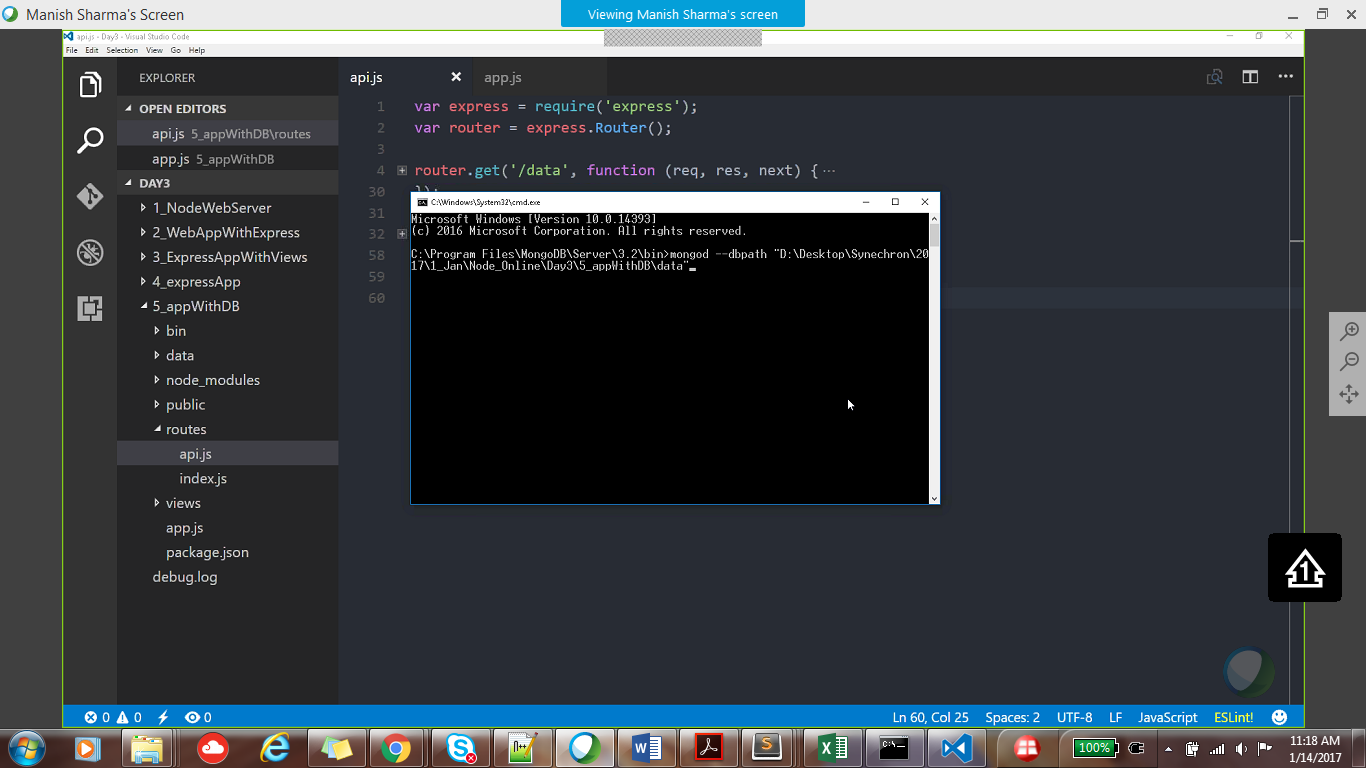 Manish Sharma's Screen
Viewing Manish Sharma's screen
api.js - Day3 - Visual Studio Code
File Edit Selection View Go Help
EXPLORER
OPEN EDITORS
api.js 5_appWithDB\routes
app.js 5_appWithDB
DAY3
1_NodeWebServer
2_WebAppWithExpress
3_ExpressAppWithViews
4_expressApp
5_appWithDB
bin
data
node_modules
public
routes
api.js
index.js
views
app.js
package.json
debug.log
api.js app.js
1 var express = require('express');
2 var router = express.Router();
3
4 router.get('/data', function (req, res, next) {
30 });
31
32
58
59
60
C:\Windows\System32\cmd.exe
Microsoft Windows [Version 10.0.14393]
(c) 2016 Microsoft Corporation. All rights reserved.
C:\Program Files\MongoDB\Server\3.2\bin>mongod --dbpath "D:\Desktop\Synechron\20
17\1_Jan\Node_Online\Day3\5_appWithDB\data"_
1
0 0 0 Ln 60, Col 25 Spaces: 2 UTF-8 LF JavaScript ESLint!
100%
11:18 AM
1/14/2017